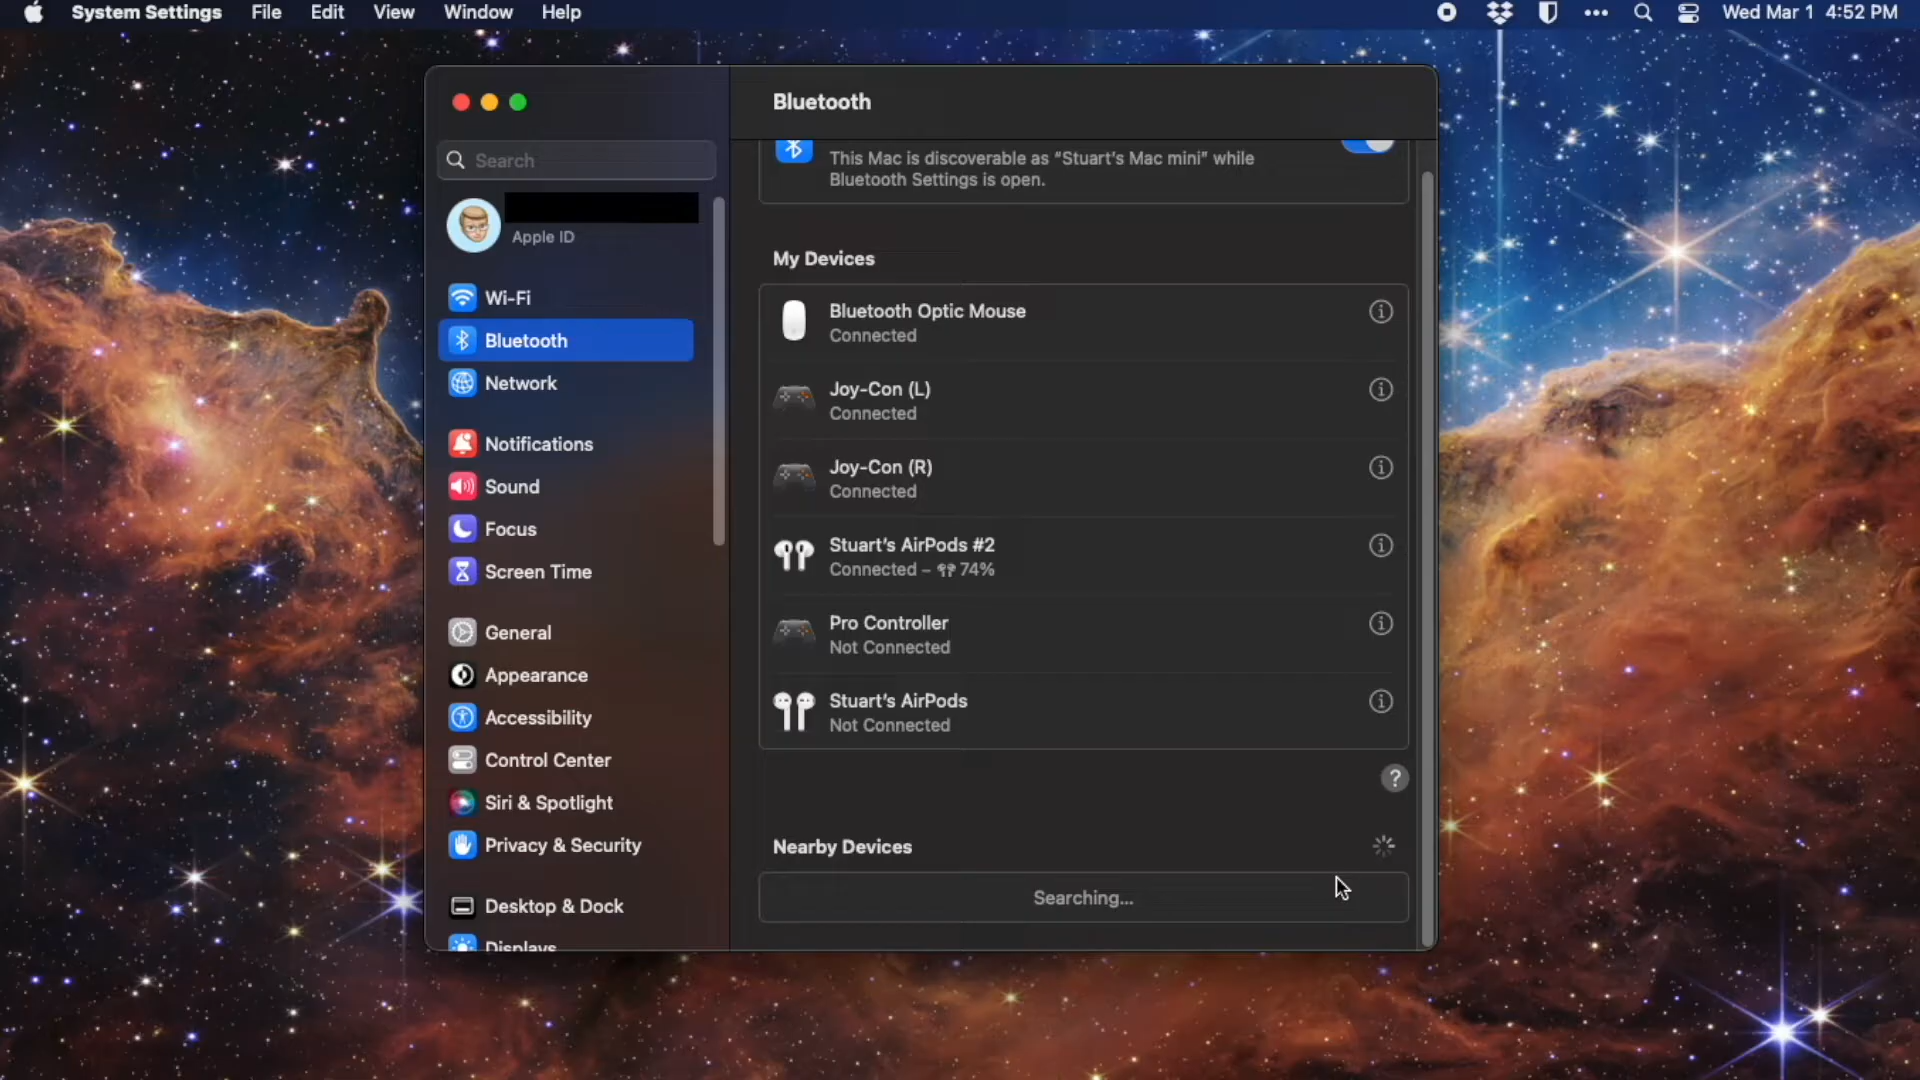 System Settings File Edit View Window Help Wed Mar 1 4:52 PM
Search
Apple ID
Wi-Fi
Bluetooth
Network
Notifications
Sound
Focus
Screen Time
General
Appearance
Accessibility
Control Center
Siri & Spotlight
Privacy & Security
Desktop & Dock
Displays
Bluetooth
This Mac is discoverable as “Stuart’s Mac mini” while
Bluetooth Settings is open.
My Devices
Bluetooth Optic Mouse
Connected
Joy-Con (L)
Connected
Joy-Con (R)
Connected
Stuart’s AirPods #2
Connected – 74%
Pro Controller
Not Connected
Stuart’s AirPods
Not Connected
?
Nearby Devices
Searching...